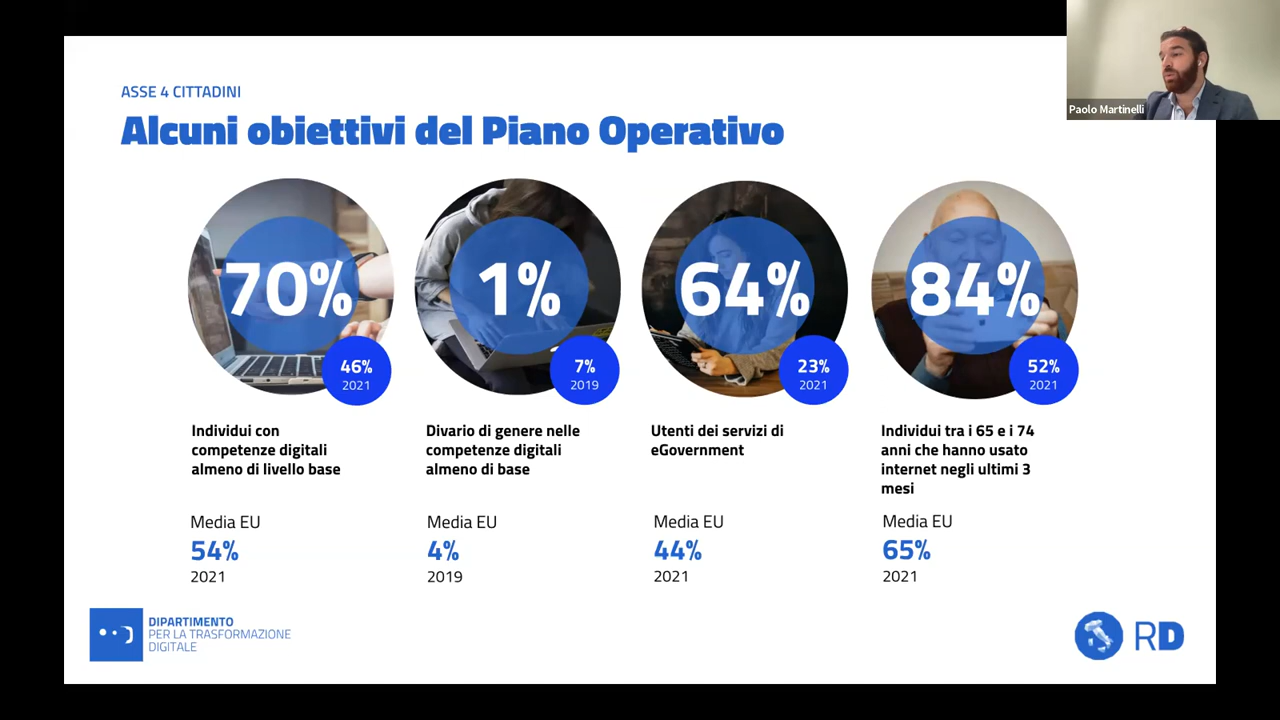 ASSE 4 CITTADINI
Alcuni obiettivi del Piano Operativo
Paolo Martinelli
70%
46%
2021
Individui con
competenze digitali
almeno di livello base
Media EU
54%
2021
1%
7%
2019
Divario di genere nelle
competenze digitali
almeno di base
Media EU
4%
2019
64%
23%
2021
Utenti dei servizi di
eGovernment
Media EU
44%
2021
84%
52%
2021
Individui tra i 65 e i 74
anni che hanno usato
internet negli ultimi 3
mesi
Media EU
65%
2021
DIPARTIMENTO
PER LA TRASFORMAZIONE
DIGITALE
RD